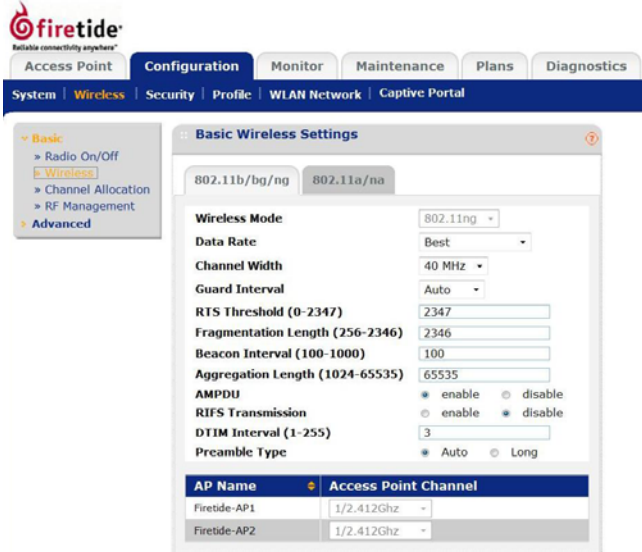 firetide
Reliable connectivity anywhere"
Access Point Configuration Monitor Maintenance Plans Diagnostics
System | Wireless | Security | Profile | WLAN Network | Captive Portal
Basic
» Radio On/Off
» Wireless
» Channel Allocation
» RF Management
Advanced
Basic Wireless Settings ?
802.11b/bg/ng 802.11a/na
Wireless Mode 802.11ng
Data Rate Best
Channel Width 40 MHz
Guard Interval Auto
RTS Threshold (0-2347) 2347
Fragmentation Length (256-2346) 2346
Beacon Interval (100-1000) 100
Aggregation Length (1024-65535) 65535
AMPDU enable disable
RIFS Transmission enable disable
DTIM Interval (1-255) 3
Preamble Type Auto Long
AP Name Access Point Channel
Firetide-AP1 1/2.412Ghz
Firetide-AP2 1/2.412Ghz